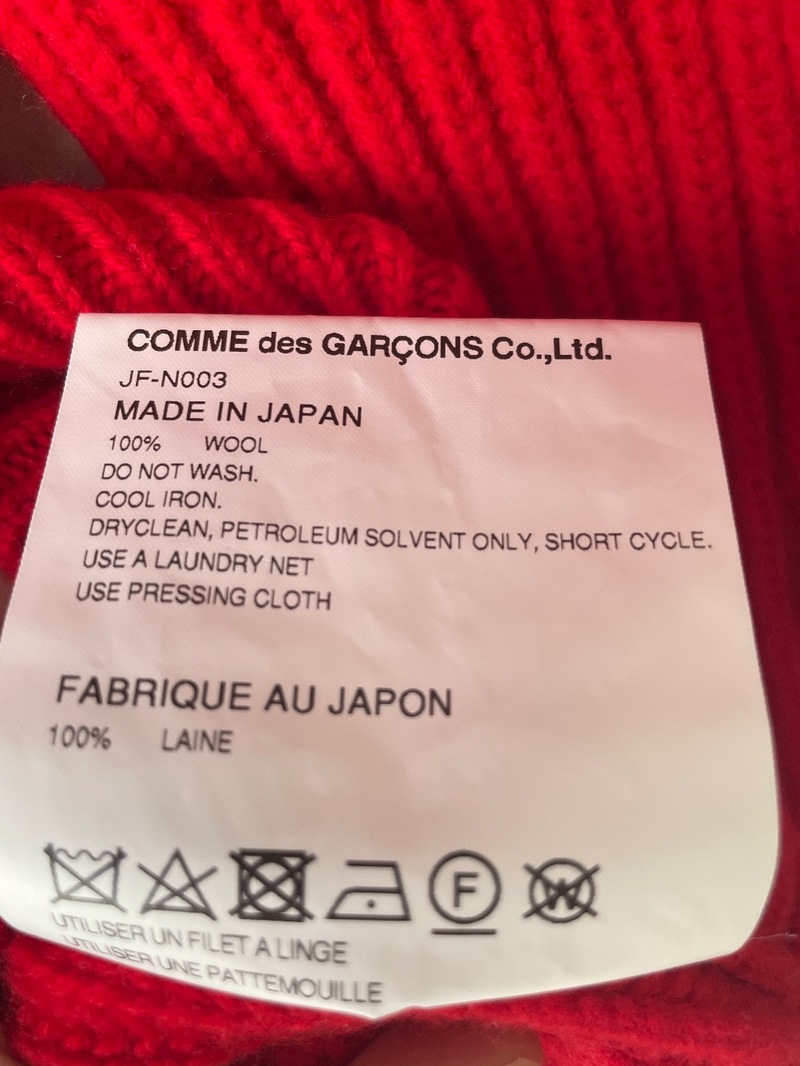 COMME des GARÇONS Co.,Ltd.
JF-N003
MADE IN JAPAN
100% WOOL
DO NOT WASH.
COOL IRON.
DRYCLEAN, PETROLEUM SOLVENT ONLY, SHORT CYCLE.
USE A LAUNDRY NET
USE PRESSING CLOTH
FABRIQUE AU JAPON
100% LAINE
F W
UTILISER UN FILET A LINGE
UTILISER UNE PATTEMOUILLE